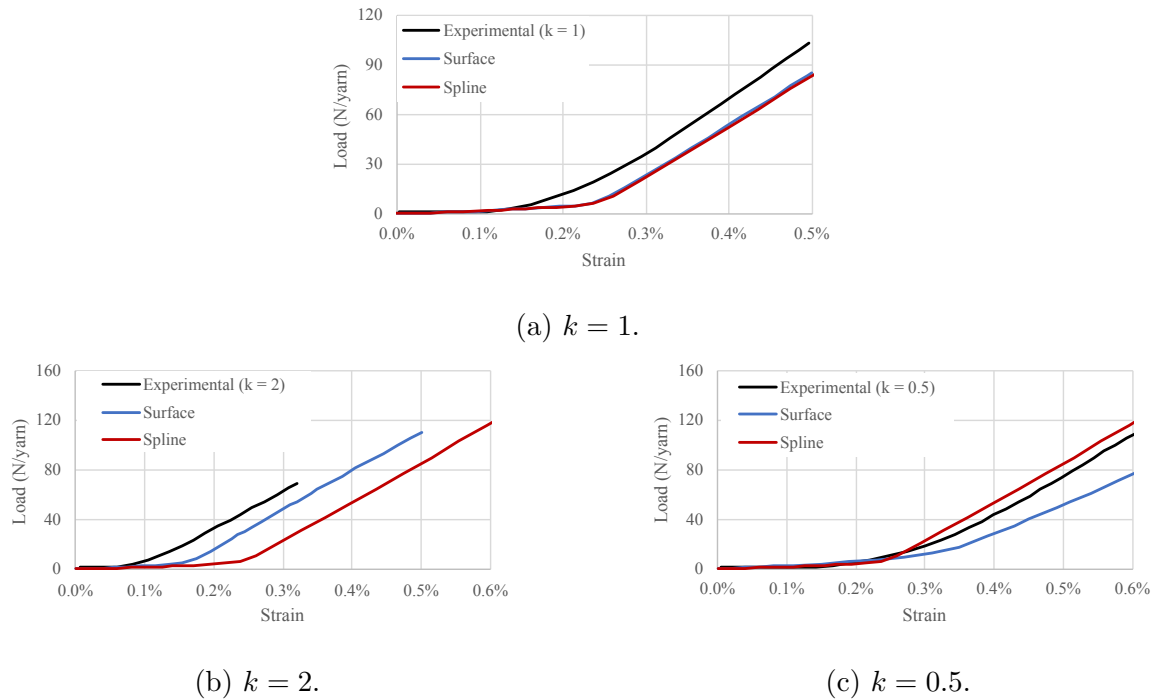 120
90
60
30
0
Load (N/yarn)
Experimental (k = 1)
Surface
Spline
0.0% 0.1% 0.2% 0.3% 0.4% 0.5%
Strain
(a) k = 1.
160
120
80
40
0
Load (N/yarn)
Experimental (k = 2)
Surface
Spline
0.0% 0.1% 0.2% 0.3% 0.4% 0.5% 0.6%
Strain
(b) k = 2.
160
120
80
40
0
Load (N/yarn)
Experimental (k = 0.5)
Surface
Spline
0.0% 0.1% 0.2% 0.3% 0.4% 0.5% 0.6%
Strain
(c) k = 0.5.